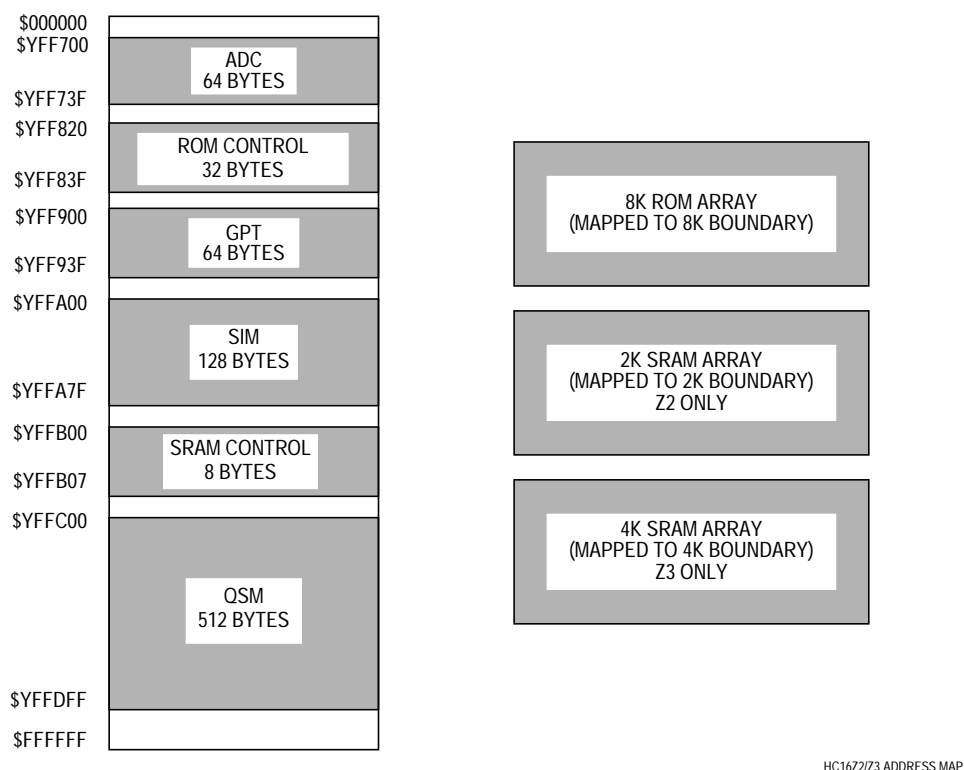 $000000
$YFF700
ADC
64 BYTES
$YFF73F
$YFF820
ROM CONTROL
32 BYTES
$YFF83F
$YFF900
GPT
64 BYTES
$YFF93F
$YFFA00
SIM
128 BYTES
$YFFA7F
$YFFB00
SRAM CONTROL
8 BYTES
$YFFB07
$YFFC00
QSM
512 BYTES
$YFFDFF
$FFFFFF
8K ROM ARRAY
(MAPPED TO 8K BOUNDARY)
2K SRAM ARRAY
(MAPPED TO 2K BOUNDARY)
Z2 ONLY
4K SRAM ARRAY
(MAPPED TO 4K BOUNDARY)
Z3 ONLY
HC16Z2/Z3 ADDRESS MAP